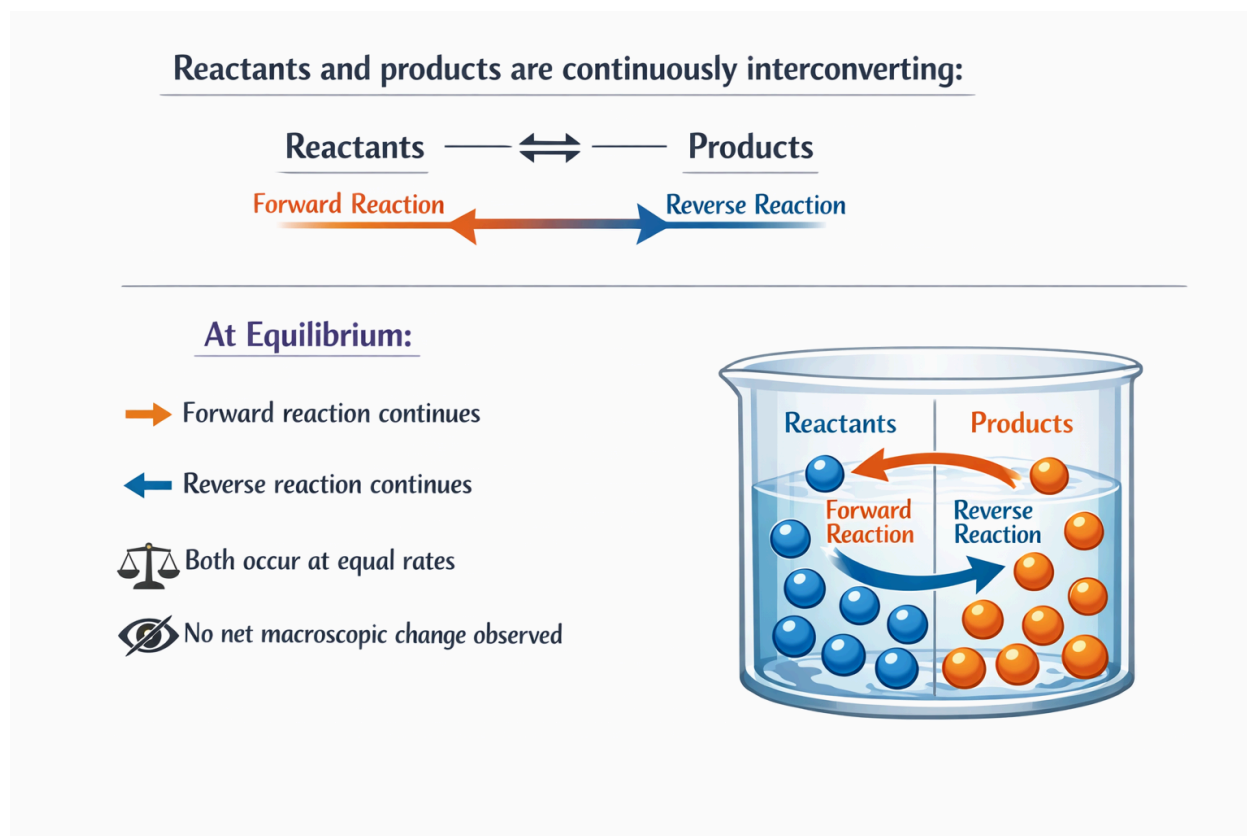 Reactants and products are continuously interconverting:
Reactants ⇌ Products
Forward Reaction Reverse Reaction
At Equilibrium:
Forward reaction continues
Reverse reaction continues
Both occur at equal rates
No net macroscopic change observed
Reactants Products
Forward Reverse
Reaction Reaction